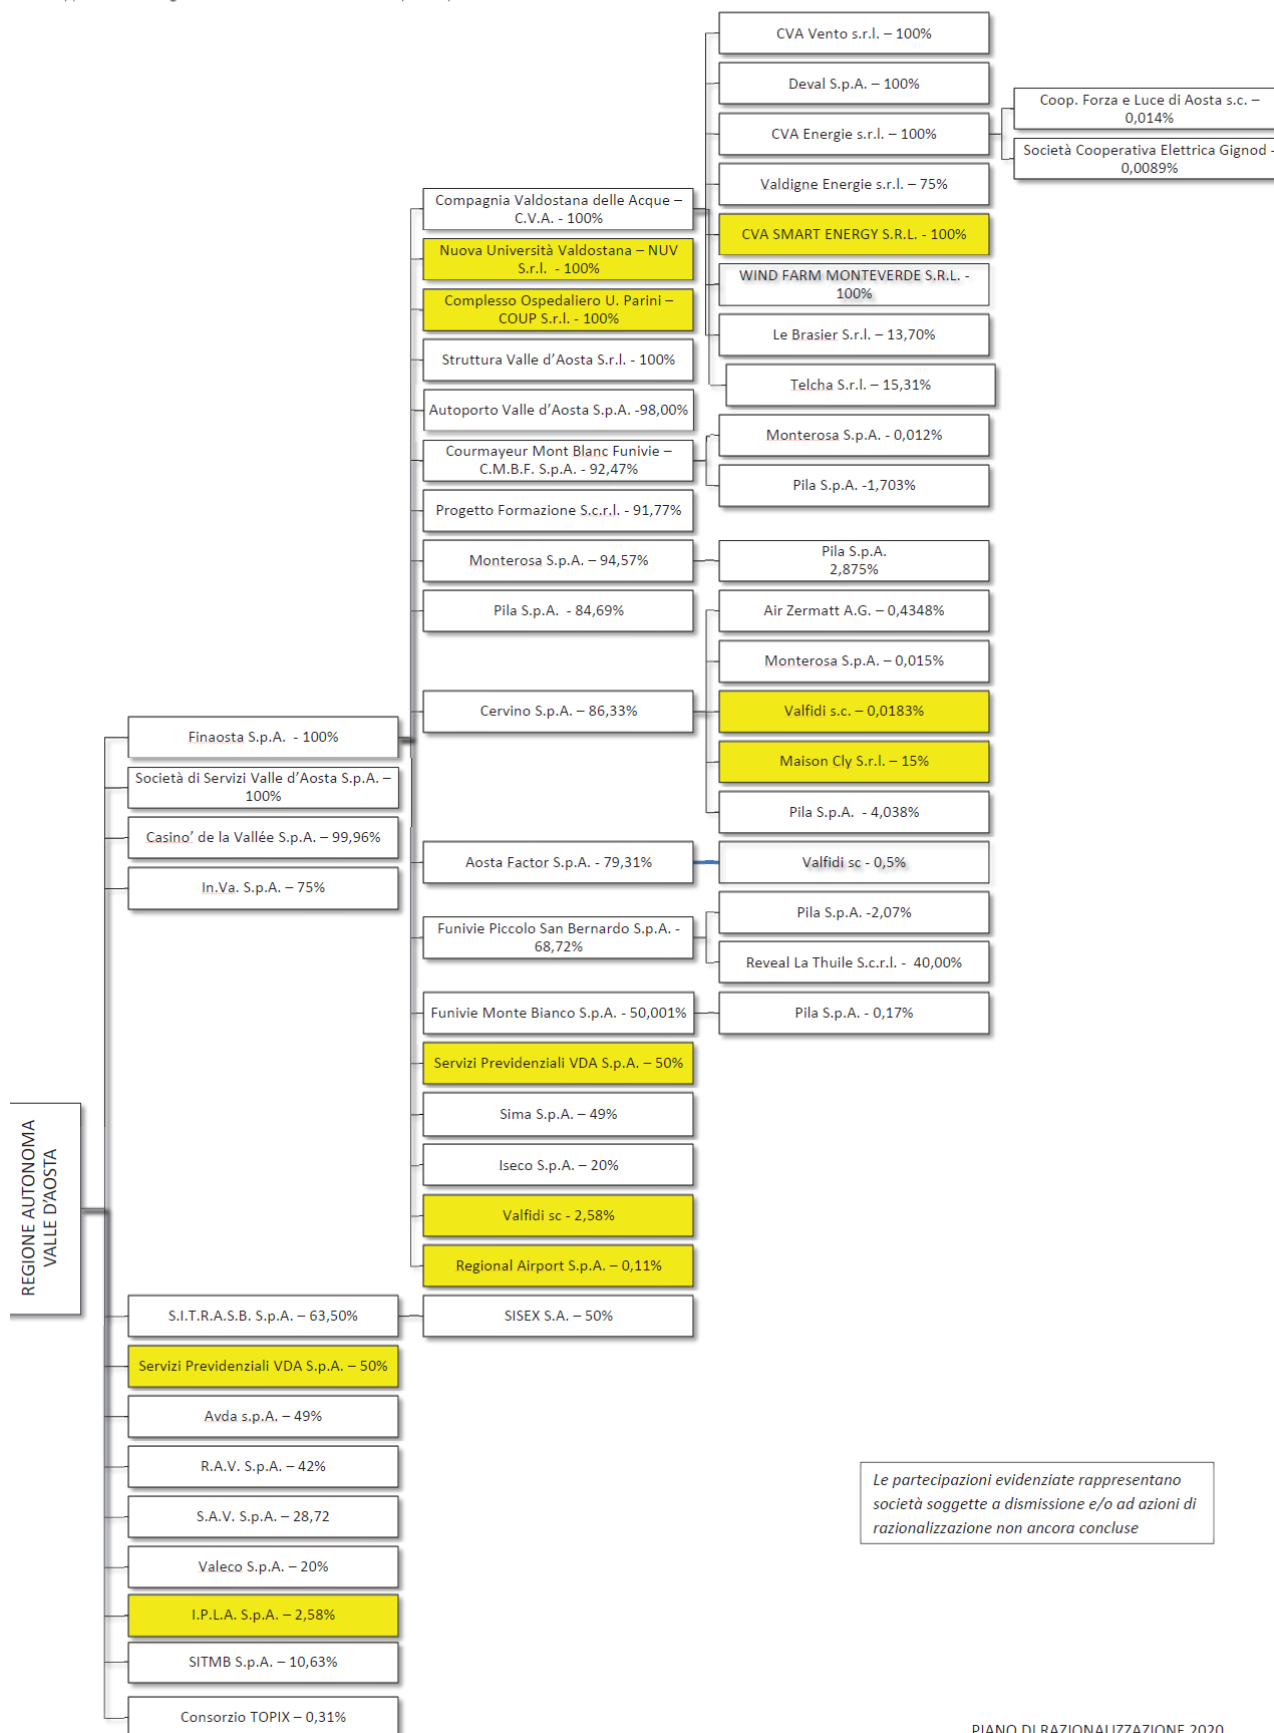 CVA Vento s.r.l. – 100%
Deval S.p.A. – 100%
CVA Energie s.r.l. – 100%
Coop. Forza e Luce di Aosta s.c. –
0,014%
Società Cooperativa Elettrica Gignod -
0,0089%
Valdigne Energie s.r.l. – 75%
Compagnia Valdostana delle Acque –
C.V.A. - 100%
CVA SMART ENERGY S.R.L. - 100%
Nuova Università Valdostana – NUV
S.r.l. - 100%
WIND FARM MONTEVERDE S.R.L. -
100%
Complesso Ospedaliero U. Parini –
COUP S.r.l. - 100%
Le Brasier S.r.l. – 13,70%
Struttura Valle d'Aosta S.r.l. - 100%
Telcha S.r.l. – 15,31%
Autoporto Valle d'Aosta S.p.A. -98,00%
Courmayeur Mont Blanc Funivie –
C.M.B.F. S.p.A. - 92,47%
Monterosa S.p.A. - 0,012%
Pila S.p.A. -1,703%
Progetto Formazione S.c.r.l. - 91,77%
Monterosa S.p.A. – 94,57%
Pila S.p.A.
2,875%
Pila S.p.A. - 84,69%
Air Zermatt A.G. – 0,4348%
Monterosa S.p.A. – 0,015%
Cervino S.p.A. – 86,33%
Valfidi s.c. – 0,0183%
Maison Cly S.r.l. – 15%
Pila S.p.A. - 4,038%
Finaosta S.p.A. - 100%
Società di Servizi Valle d'Aosta S.p.A. –
100%
Casino' de la Vallée S.p.A. – 99,96%
In.Va. S.p.A. – 75%
Aosta Factor S.p.A. - 79,31%
Valfidi sc - 0,5%
Funivie Piccolo San Bernardo S.p.A. -
68,72%
Pila S.p.A. -2,07%
Reveal La Thuile S.c.r.l. - 40,00%
Funivie Monte Bianco S.p.A. - 50,001%
Pila S.p.A. - 0,17%
Servizi Previdenziali VDA S.p.A. – 50%
Sima S.p.A. – 49%
Iseco S.p.A. – 20%
Valfidi sc - 2,58%
Regional Airport S.p.A. – 0,11%
REGIONE AUTONOMA
VALLE D'AOSTA
S.I.T.R.A.S.B. S.p.A. – 63,50%
SISEX S.A. – 50%
Servizi Previdenziali VDA S.p.A. – 50%
Avda s.p.A. – 49%
R.A.V. S.p.A. – 42%
S.A.V. S.p.A. – 28,72
Valeco S.p.A. – 20%
I.P.L.A. S.p.A. – 2,58%
SITMB S.p.A. – 10,63%
Consorzio TOPIX – 0,31%
Le partecipazioni evidenziate rappresentano
società soggette a dismissione e/o ad azioni di
razionalizzazione non ancora concluse
PIANO DI RAZIONALIZZAZIONE 2020